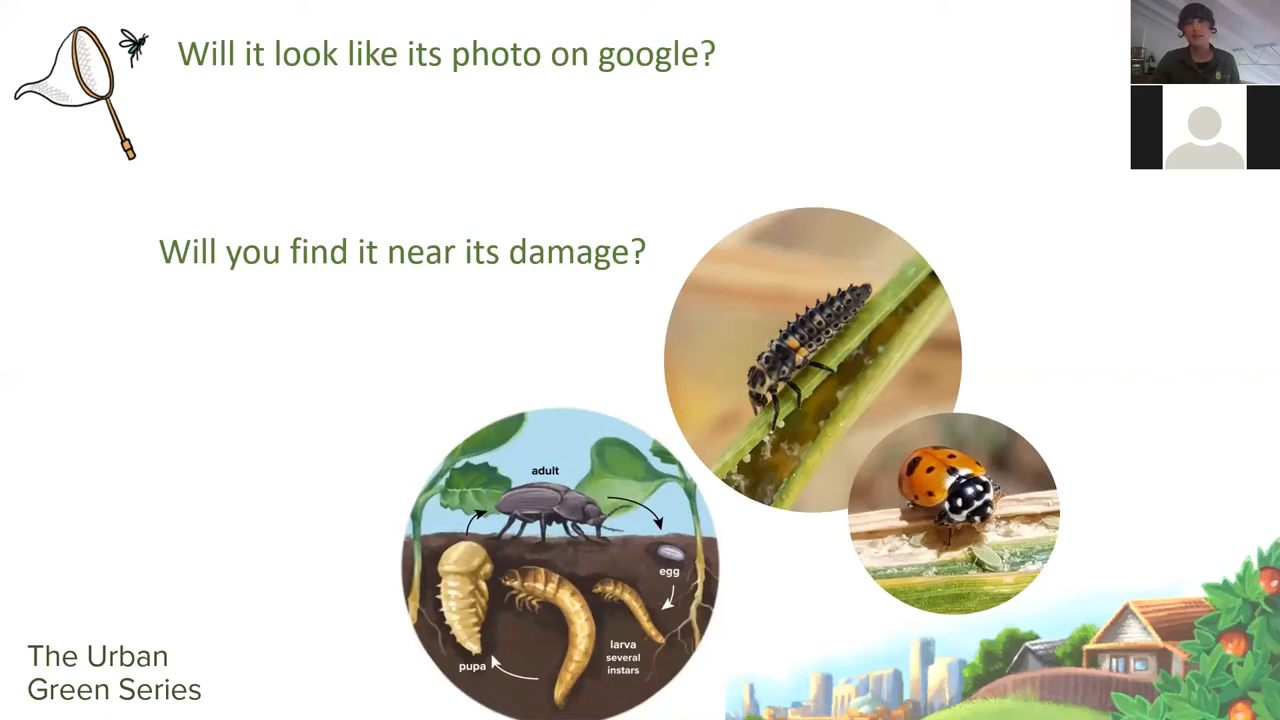 Will it look like its photo on google?
Will you find it near its damage?
adult
egg
larva
several
instars
pupa
The Urban
Green Series